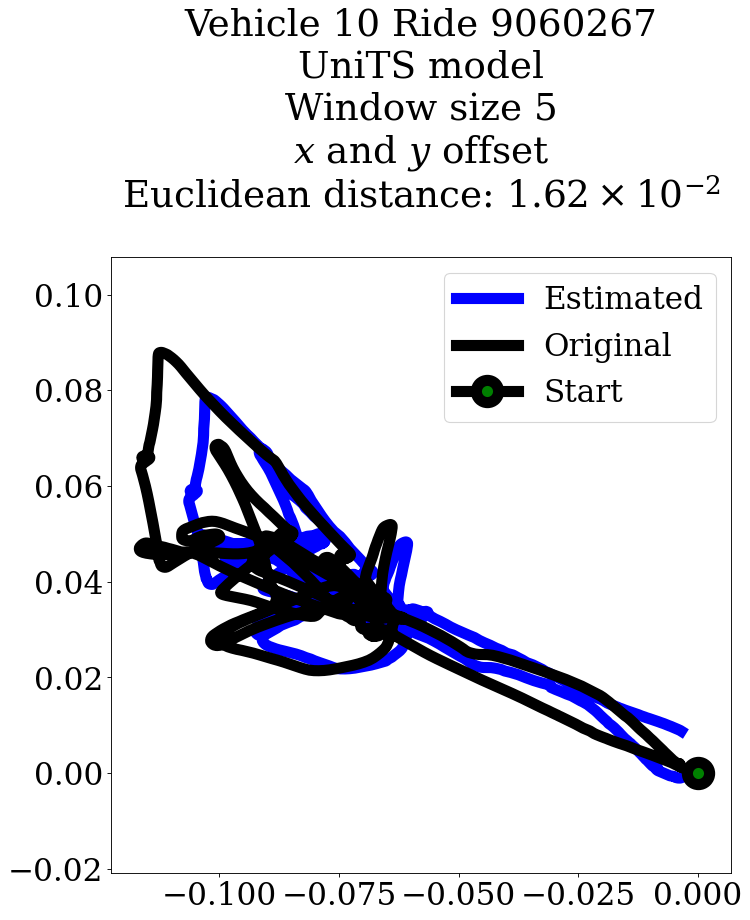 Vehicle 10 Ride 9060267
UniTS model
Window size 5
x and y offset
Euclidean distance: 1.62 × 10⁻²
Estimated
Original
Start
0.10
0.08
0.06
0.04
0.02
0.00
−0.02
−0.100 −0.075 −0.050 −0.025 0.000